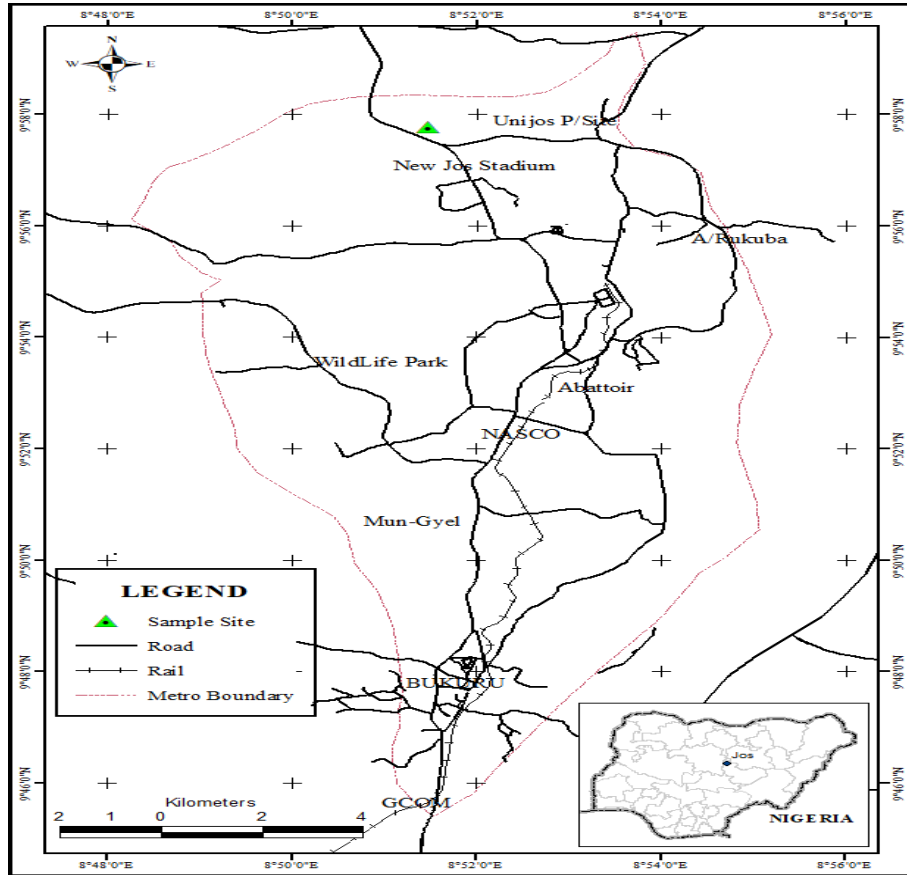 8°48'0"E 8°50'0"E 8°52'0"E 8°54'0"E 8°56'0"E
N
W E
S
9°58'0"N 9°58'0"N
Unijos P/Site
New Jos Stadium
9°56'0"N 9°56'0"N
A/Rukuba
9°54'0"N 9°54'0"N
WildLife Park
Abattoir
NASCO
9°52'0"N 9°52'0"N
Mun-Gyel
9°50'0"N 9°50'0"N
LEGEND
Sample Site
Road
Rail
Metro Boundary
9°48'0"N 9°48'0"N
BUKURU
Jos
NIGERIA
9°46'0"N 9°46'0"N
GCOM
Kilometers
2 1 0 2 4
8°48'0"E 8°50'0"E 8°52'0"E 8°54'0"E 8°56'0"E